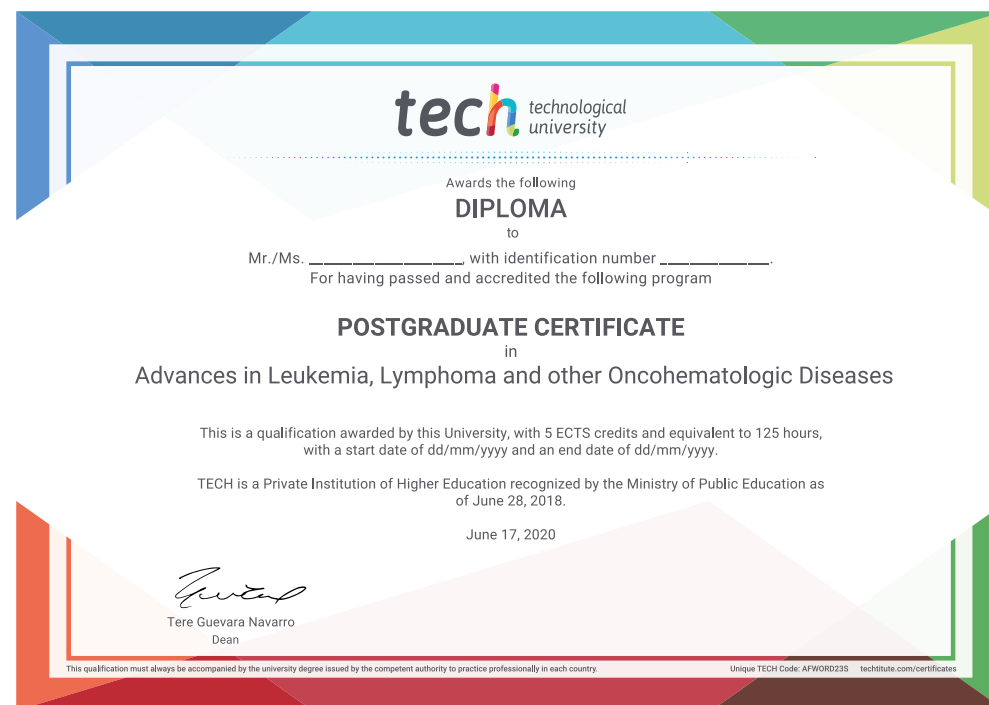 tech technological
university
Awards the following
DIPLOMA
to
Mr./Ms. ____________________, with identification number ______________.
For having passed and accredited the following program
POSTGRADUATE CERTIFICATE
in
Advances in Leukemia, Lymphoma and other Oncohematologic Diseases
This is a qualification awarded by this University, with 5 ECTS credits and equivalent to 125 hours,
with a start date of dd/mm/yyyy and an end date of dd/mm/yyyy.
TECH is a Private Institution of Higher Education recognized by the Ministry of Public Education as
of June 28, 2018.
June 17, 2020
Tere Guevara Navarro
Dean
This qualification must always be accompanied by the university degree issued by the competent authority to practice professionally in each country. Unique TECH Code: AFWORD23S techtitute.com/certificates